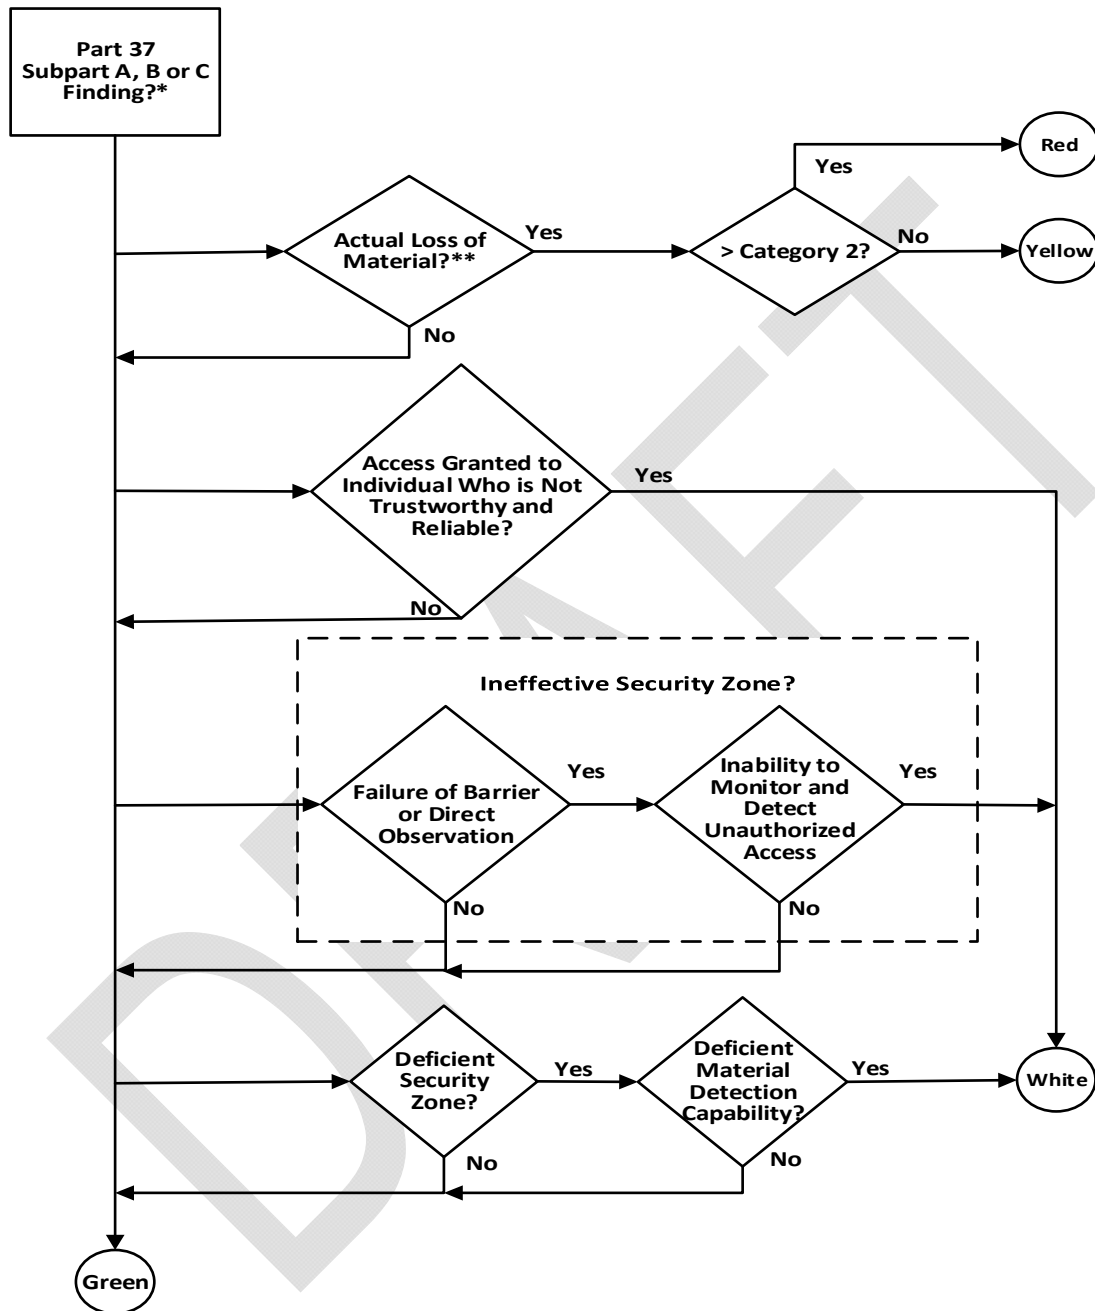 Part 37
Subpart A, B or C
Finding?*
Red
Yes
Actual Loss of
Material?**
Yes
> Category 2?
No
Yellow
No
Access Granted to
Individual Who is Not
Trustworthy and
Reliable?
Yes
No
Ineffective Security Zone?
Failure of Barrier
or Direct
Observation
Yes
Inability to
Monitor and
Detect
Unauthorized
Access
Yes
No
No
Deficient
Security
Zone?
Yes
Deficient
Material
Detection
Capability?
Yes
White
No
No
Green
DRAFT